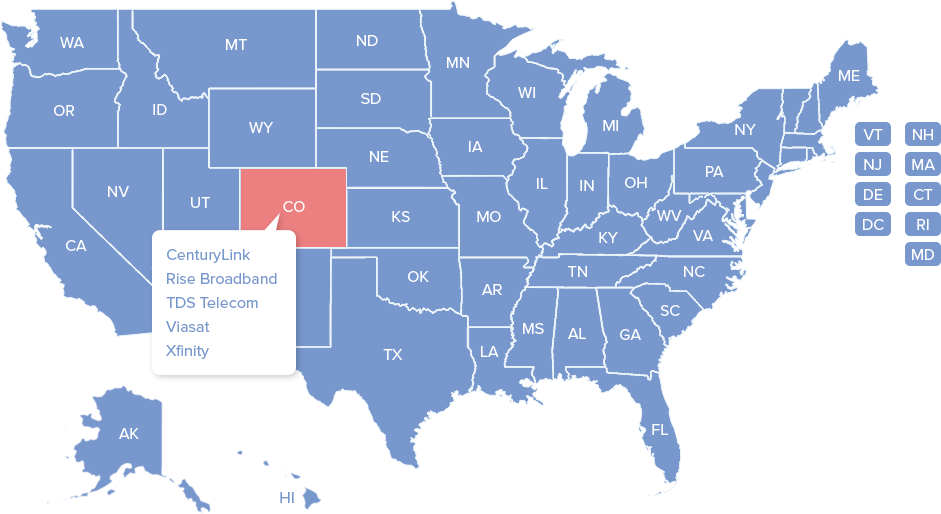 WA
MT
ND
MN
ME
OR
ID
SD
WI
MI
NY
VT
NH
WY
NE
IA
PA
NJ
MA
NV
UT
CO
KS
MO
IL
IN
OH
WV
VA
DE
CT
CA
KY
DC
RI
MD
CenturyLink
Rise Broadband
TDS Telecom
Viasat
Xfinity
OK
AR
TN
NC
SC
TX
LA
MS
AL
GA
FL
AK
HI